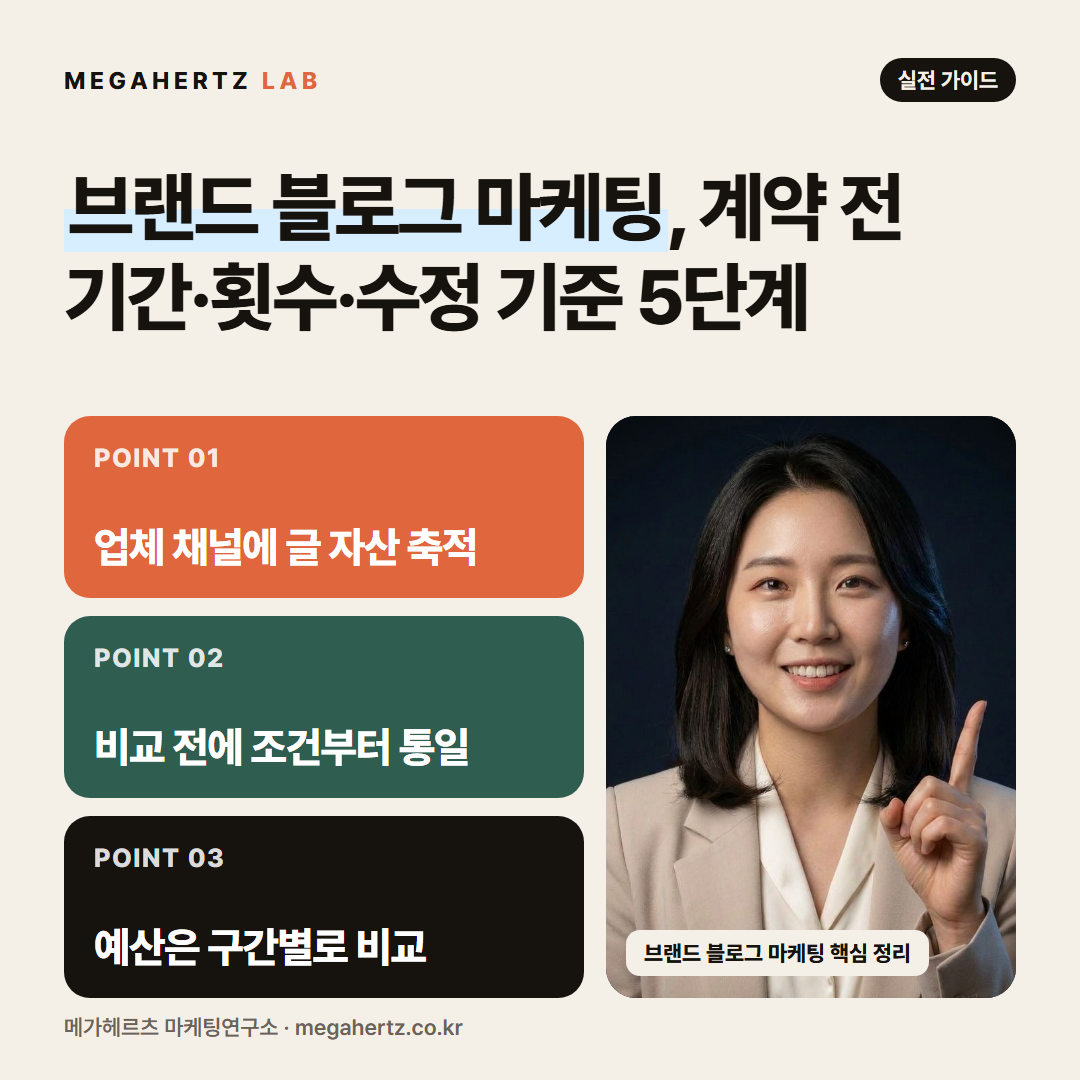 MEGAHERTZ LAB
실전 가이드
브랜드 블로그 마케팅, 계약 전
기간·횟수·수정 기준 5단계
POINT 01
업체 채널에 글 자산 축적
POINT 02
비교 전에 조건부터 통일
POINT 03
예산은 구간별로 비교
브랜드 블로그 마케팅 핵심 정리
메가헤르츠 마케팅연구소 · megahertz.co.kr